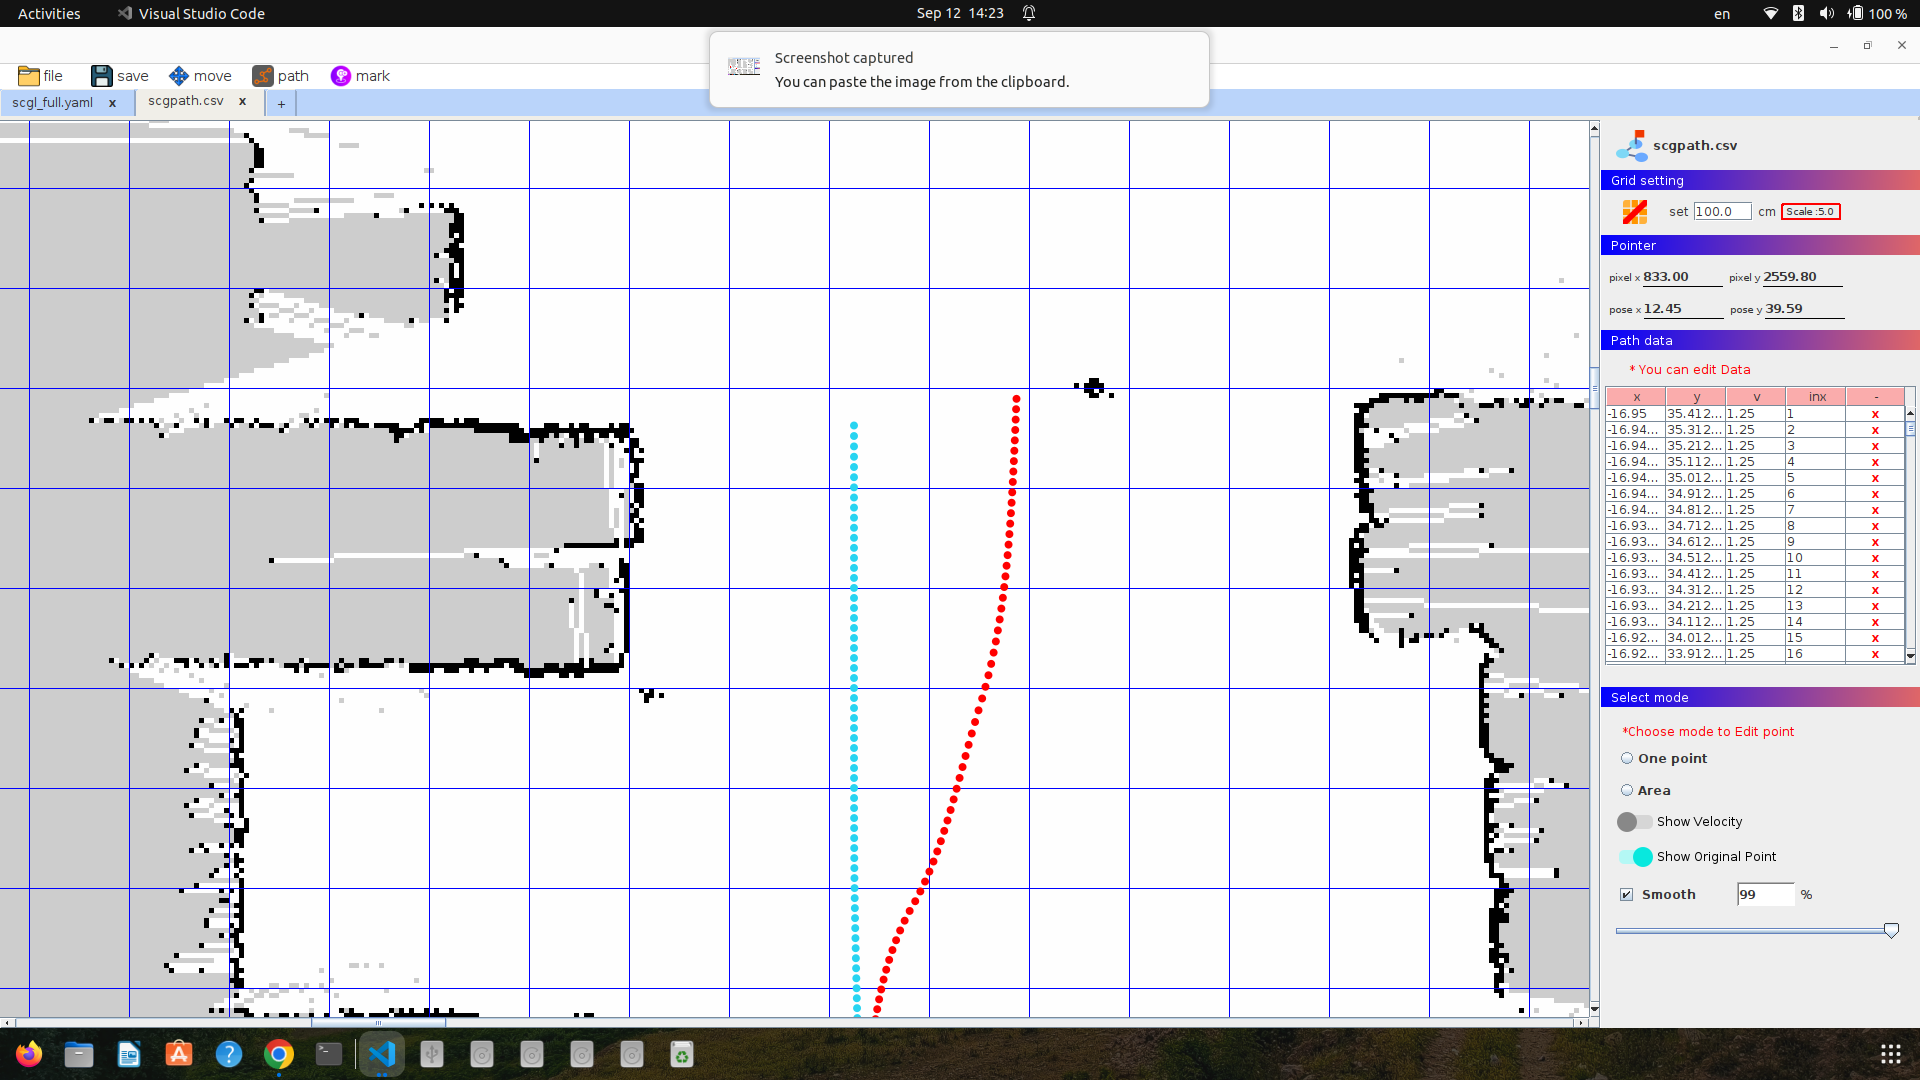 Activities
Visual Studio Code
Sep 12 14:23
en
100 %
Screenshot captured
You can paste the image from the clipboard.
file
save
move
path
mark
scgl_full.yaml x
scgpath.csv x
+
scgpath.csv
Grid setting
set 100.0 cm Scale :5.0
Pointer
pixel x 833.00 pixel y 2559.80
pose x 12.45 pose y 39.59
Path data
* You can edit Data
x y v inx -
-16.95 35.412... 1.25 1 x
-16.94... 35.312... 1.25 2 x
-16.94... 35.212... 1.25 3 x
-16.94... 35.112... 1.25 4 x
-16.94... 35.012... 1.25 5 x
-16.94... 34.912... 1.25 6 x
-16.94... 34.812... 1.25 7 x
-16.93... 34.712... 1.25 8 x
-16.93... 34.612... 1.25 9 x
-16.93... 34.512... 1.25 10 x
-16.93... 34.412... 1.25 11 x
-16.93... 34.312... 1.25 12 x
-16.93... 34.212... 1.25 13 x
-16.93... 34.112... 1.25 14 x
-16.92... 34.012... 1.25 15 x
-16.92... 33.912... 1.25 16 x
Select mode
*Choose mode to Edit point
One point
Area
Show Velocity
Show Original Point
Smooth 99 %